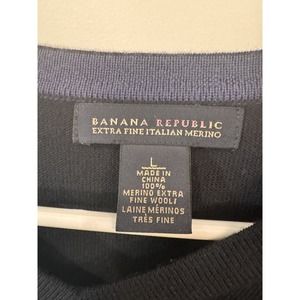 BANANA REPUBLIC
EXTRA FINE ITALIAN MERINO
L
MADE IN
CHINA
100%
MERINO EXTRA
FINE WOOL/
LAINE MÉRINOS
TRÈS FINE